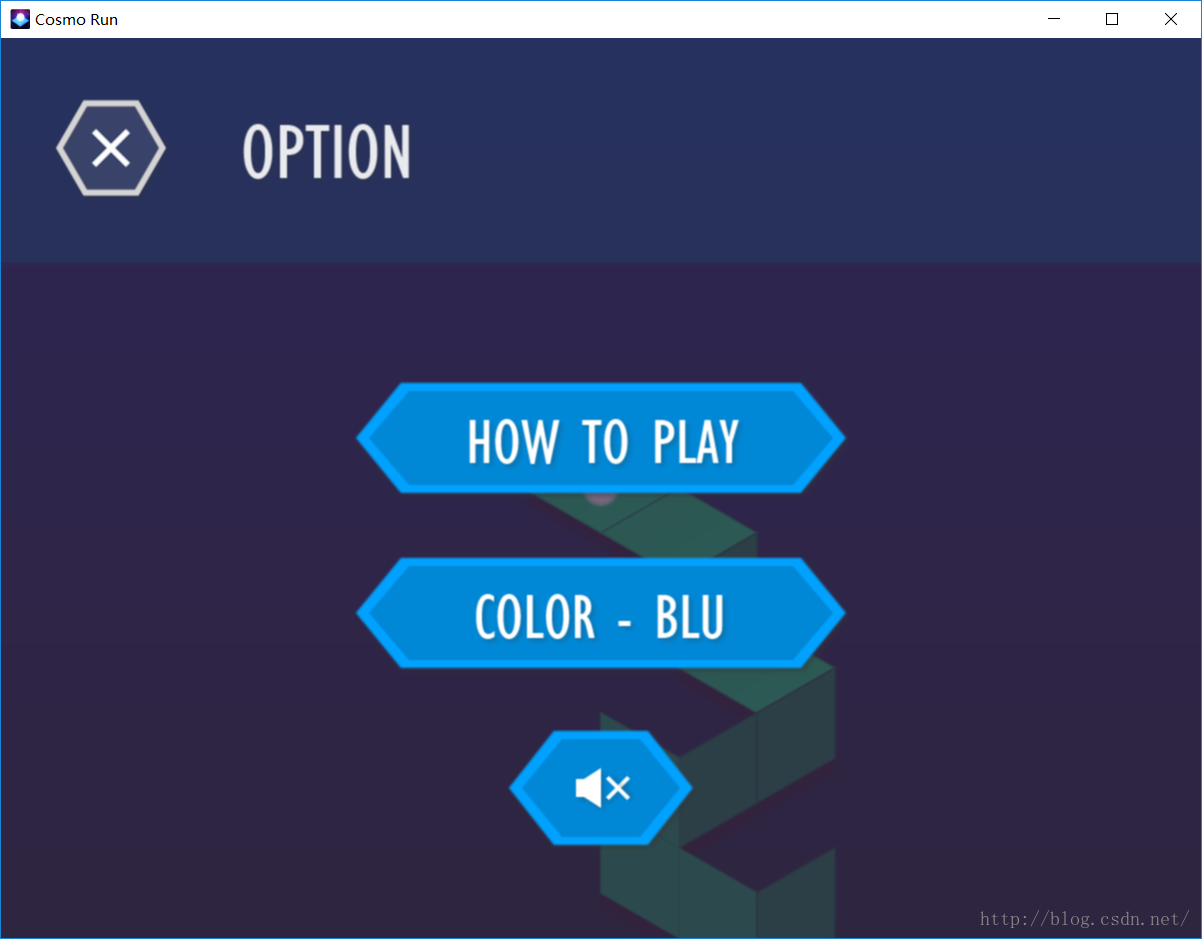 Cosmo Run
OPTION
HOW TO PLAY
COLOR - BLU
http://blog.csdn.net/